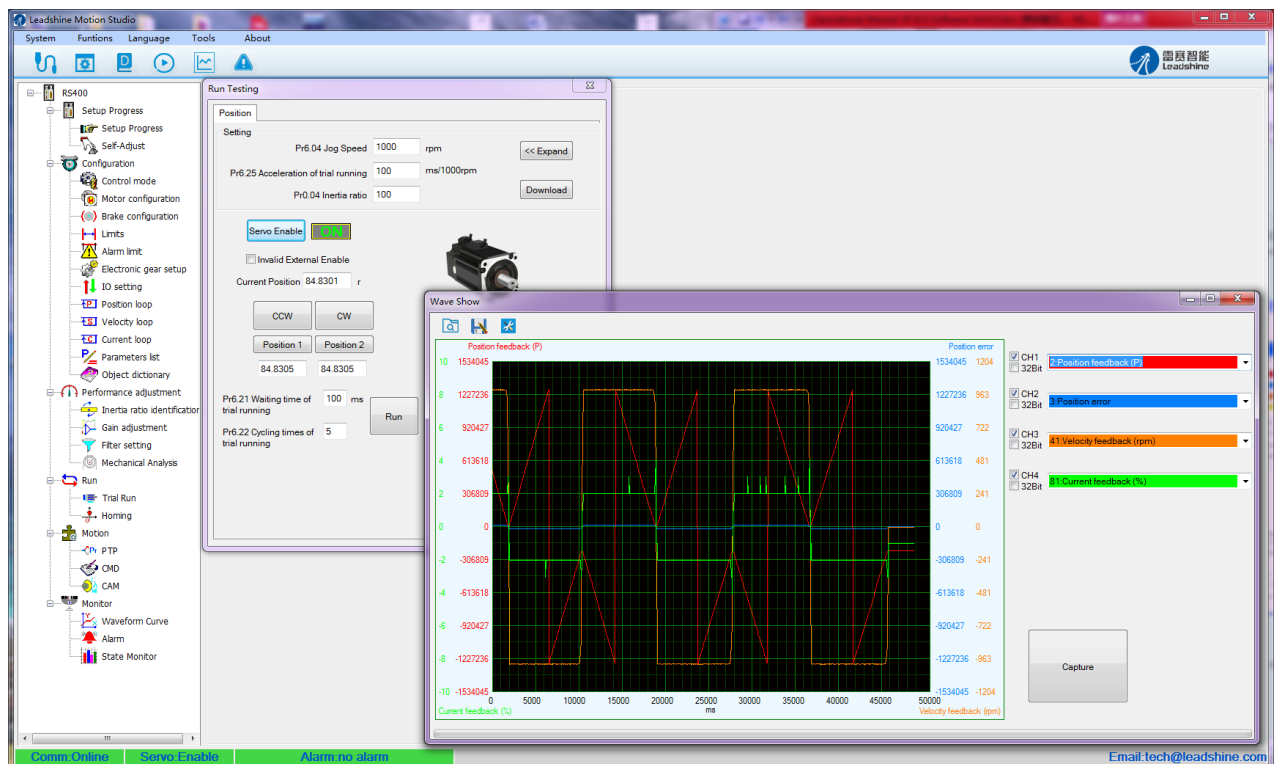 Leadshine Motion Studio
System Funtions Language Tools About
雷赛智能
Leadshine
RS400
Setup Progress
Setup Progress
Self-Adjust
Configuration
Control mode
Motor configuration
Brake configuration
Limits
Alarm limit
Electronic gear setup
IO setting
Position loop
Velocity loop
Current loop
Parameters list
Object dictionary
Performance adjustment
Inertia ratio identification
Gain adjustment
Filter setting
Mechanical Analysis
Run
Trial Run
Homing
Motion
PTP
CMD
CAM
Monitor
Waveform Curve
Alarm
State Monitor
Run Testing
Position
Setting
Pr6.04 Jog Speed 1000 rpm
<< Expand
Pr6.25 Acceleration of trial running 100 ms/1000rpm
Pr0.04 Inertia ratio 100
Download
Servo Enable ON
Invalid External Enable
Current Position 84.8301 r
CCW CW
Position 1 Position 2
84.8305 84.8305
Pr6.21 Waiting time of trial running 100 ms
Pr6.22 Cycling times of trial running 5
Run
Wave Show
Position feedback (P) Position error
10 1534045 1534045 1204
8 1227236 1227236 963
6 920427 920427 722
4 613618 613618 481
2 306809 306809 241
0 0 0 0
-2 -306809 -306809 -241
-4 -613618 -613618 -481
-6 -920427 -920427 -722
-8 -1227236 -1227236 -963
-10 -1534045 -1534045 -1204
0 5000 10000 15000 20000 25000 30000 35000 40000 45000 50000
Current feedback (%) ms Velocity feedback (rpm)
CH1
32Bit
2:Position feedback (P)
CH2
32Bit
3:Position error
CH3
32Bit
41:Velocity feedback (rpm)
CH4
32Bit
81:Current feedback (%)
Capture
Comm:Online Servo:Enable Alarm:no alarm Email:tech@leadshine.com